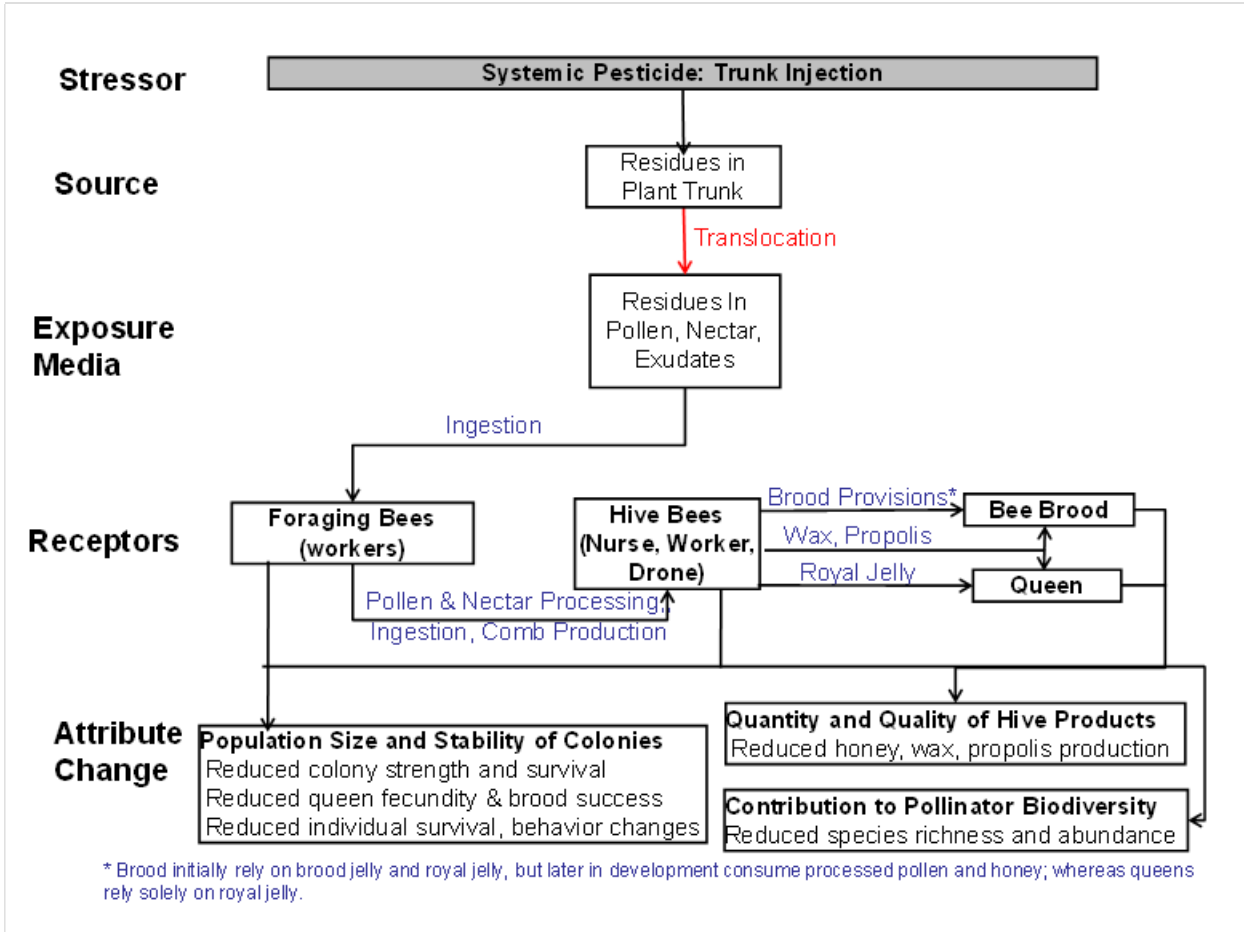 Stressor
Systemic Pesticide: Trunk Injection
Source
Residues in
Plant Trunk
Translocation
Exposure
Media
Residues In
Pollen, Nectar,
Exudates
Ingestion
Receptors
Foraging Bees
(workers)
Hive Bees
(Nurse, Worker,
Drone)
Brood Provisions*
Wax, Propolis
Royal Jelly
Bee Brood
Queen
Pollen & Nectar Processing,
Ingestion, Comb Production
Attribute
Change
Population Size and Stability of Colonies
Reduced colony strength and survival
Reduced queen fecundity & brood success
Reduced individual survival, behavior changes
Quantity and Quality of Hive Products
Reduced honey, wax, propolis production
Contribution to Pollinator Biodiversity
Reduced species richness and abundance
* Brood initially rely on brood jelly and royal jelly, but later in development consume processed pollen and honey; whereas queens
rely solely on royal jelly.